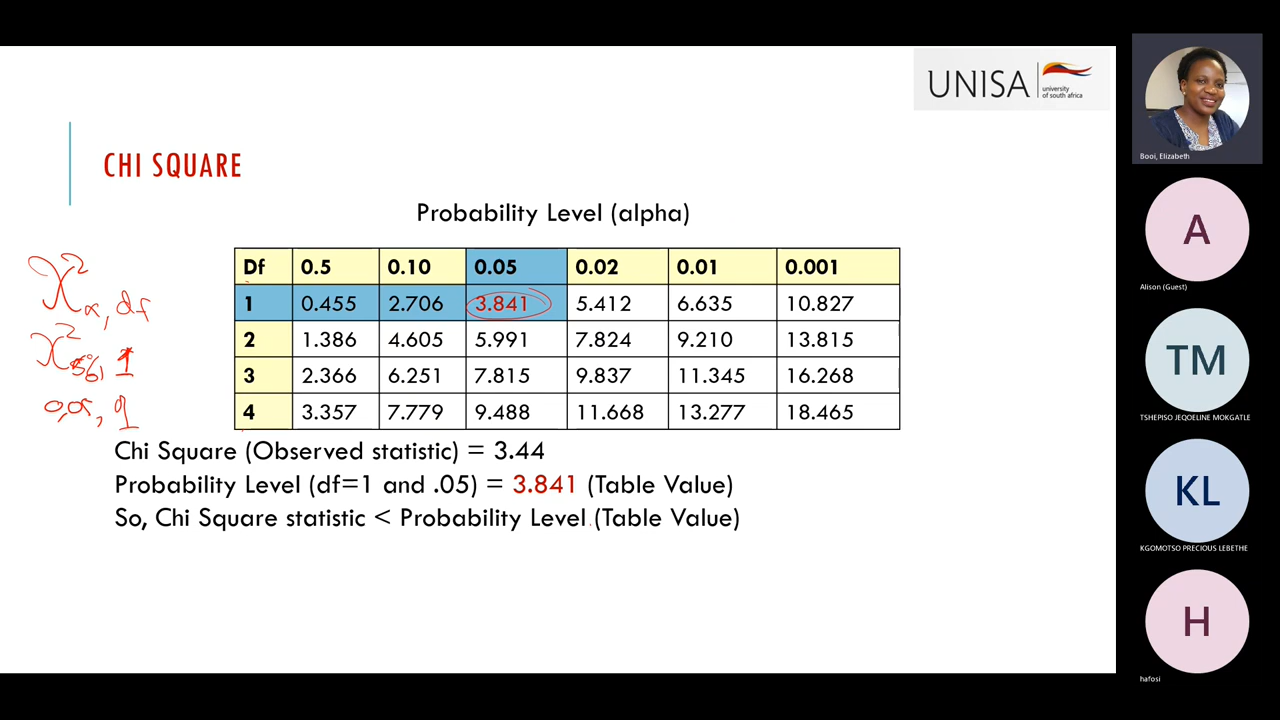 UNISA university of south africa
CHI SQUARE
Probability Level (alpha)
Df 0.5 0.10 0.05 0.02 0.01 0.001
1 0.455 2.706 3.841 5.412 6.635 10.827
2 1.386 4.605 5.991 7.824 9.210 13.815
3 2.366 6.251 7.815 9.837 11.345 16.268
4 3.357 7.779 9.488 11.668 13.277 18.465
X² α, df
X² 5%, 1
0,05, 1
Chi Square (Observed statistic) = 3.44
Probability Level (df=1 and .05) = 3.841 (Table Value)
So, Chi Square statistic < Probability Level (Table Value)
Booi, Elizabeth
A
Alison (Guest)
TM
TSHEPISO JEQOELINE MOKGATLE
KL
KGOMOTSO PRECIOUS LEBETHE
H
hafosi